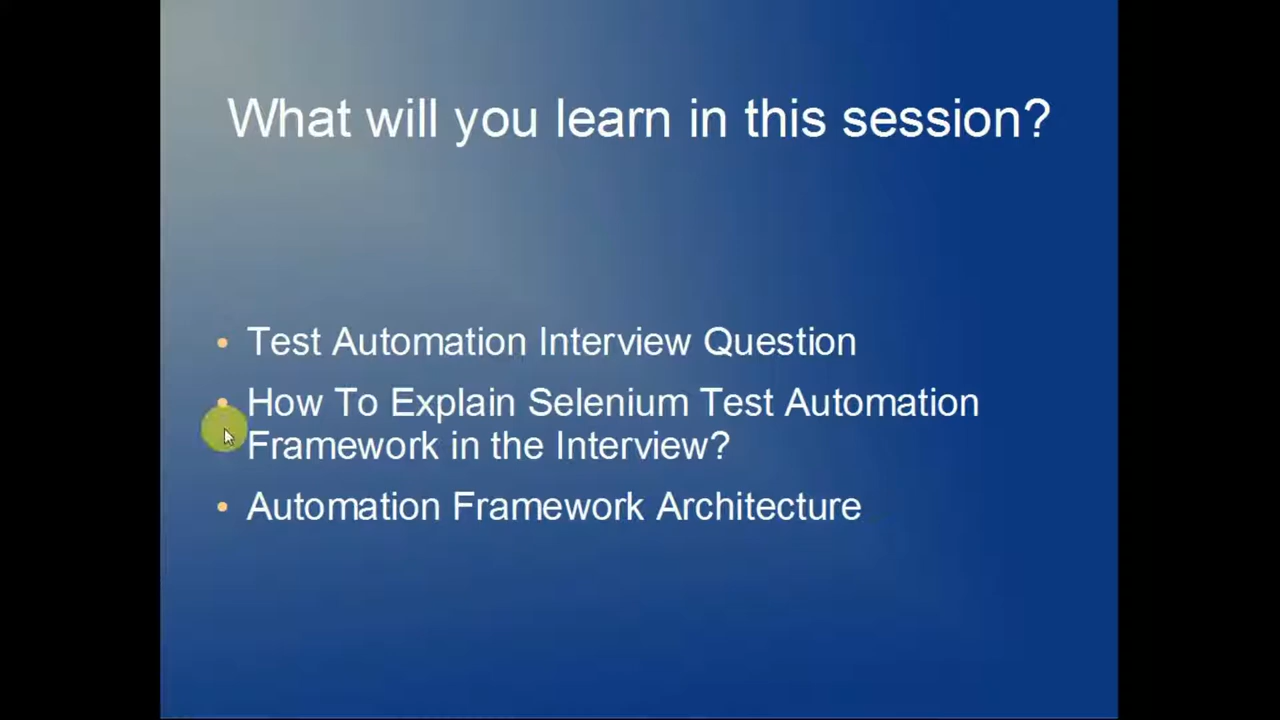 What will you learn in this session?
• Test Automation Interview Question
• How To Explain Selenium Test Automation
Framework in the Interview?
• Automation Framework Architecture